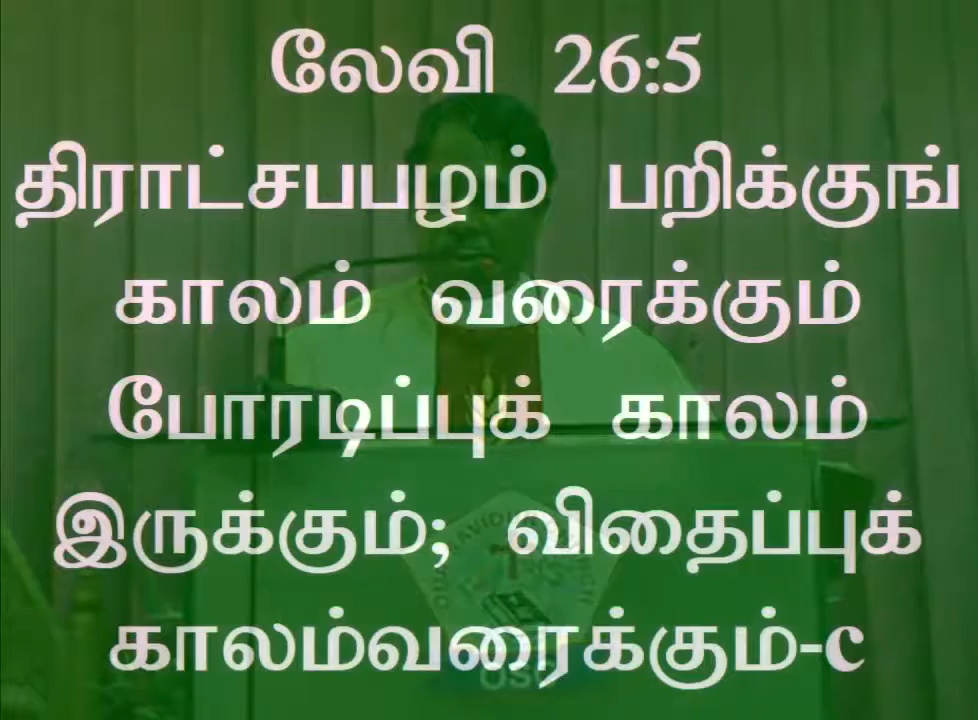 லேவி 26:5
திராட்சபபழம் பறிக்குங்
காலம் வரைக்கும்
போரடிப்புக் காலம்
இருக்கும்; விதைப்புக்
காலம்வரைக்கும்-c